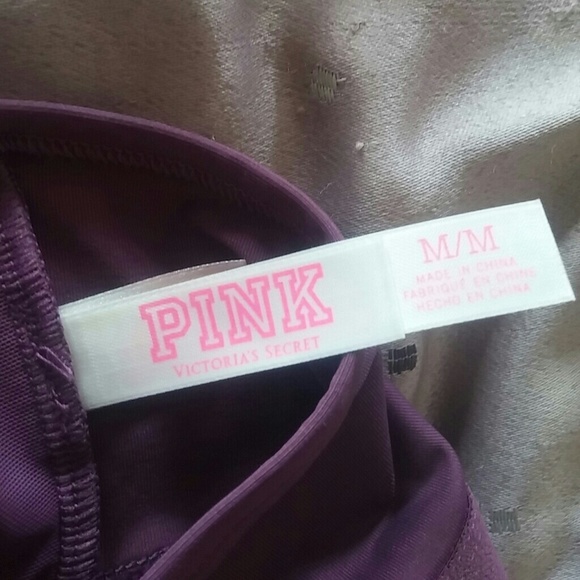 PINK
VICTORIA'S SECRET
M/M
MADE IN CHINA
FABRIQUÉ EN CHINE
HECHO EN CHINA